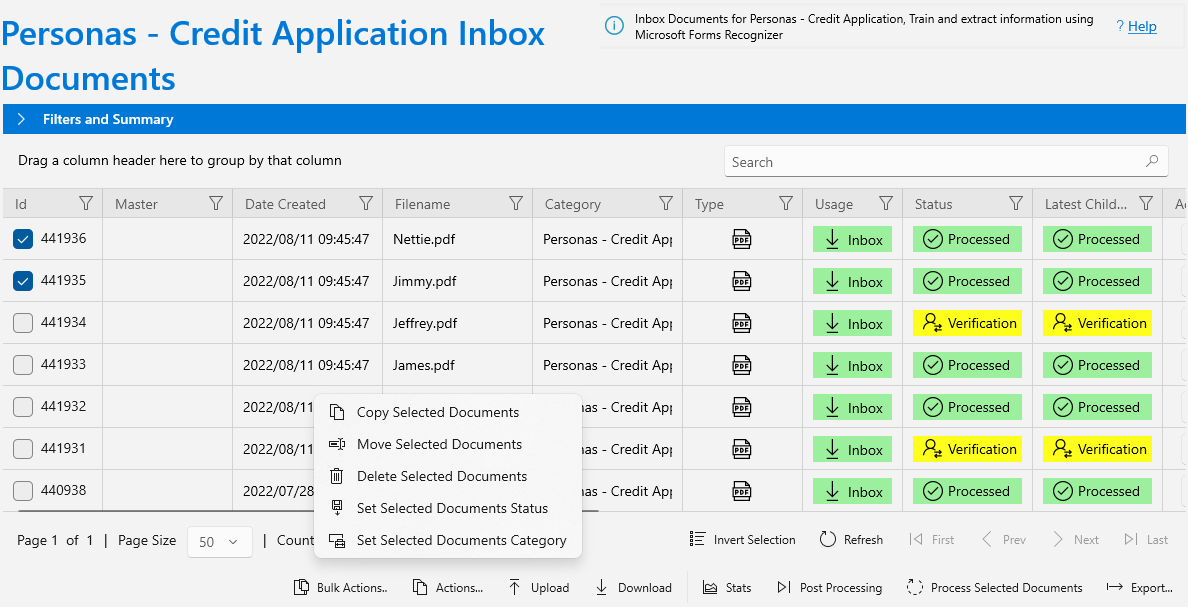 Personas - Credit Application Inbox
Documents
Inbox Documents for Personas - Credit Application, Train and extract information using
Microsoft Forms Recognizer
? Help
Filters and Summary
Drag a column header here to group by that column
Search
Id Master Date Created Filename Category Type Usage Status Latest Child...
441936 2022/08/11 09:45:47 Nettie.pdf Personas - Credit App PDF Inbox Processed Processed
441935 2022/08/11 09:45:47 Jimmy.pdf Personas - Credit App PDF Inbox Processed Processed
441934 2022/08/11 09:45:47 Jeffrey.pdf Personas - Credit App PDF Inbox Verification Verification
441933 2022/08/11 09:45:47 James.pdf Personas - Credit App PDF Inbox Processed Processed
441932 2022/08/11 as - Credit App PDF Inbox Processed Processed
441931 2022/08/11 as - Credit App PDF Inbox Verification Verification
440938 2022/07/28 as - Credit App PDF Inbox Processed Processed
Copy Selected Documents
Move Selected Documents
Delete Selected Documents
Set Selected Documents Status
Set Selected Documents Category
Page 1 of 1 | Page Size 50 | Count Invert Selection Refresh First Prev Next Last
Bulk Actions.. Actions... Upload Download Stats Post Processing Process Selected Documents Export...